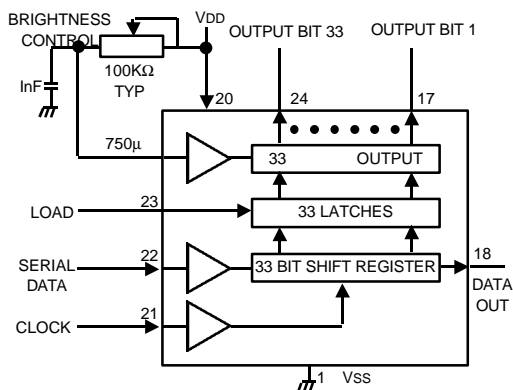 BRIGHTNESS
CONTROL
VDD
OUTPUT BIT 33
OUTPUT BIT 1
100KΩ
TYP
InF
20
24
17
750µ
33 OUTPUT
LOAD
23
33 LATCHES
SERIAL
DATA
22
33 BIT SHIFT REGISTER
18
DATA
OUT
CLOCK
21
1 VSS